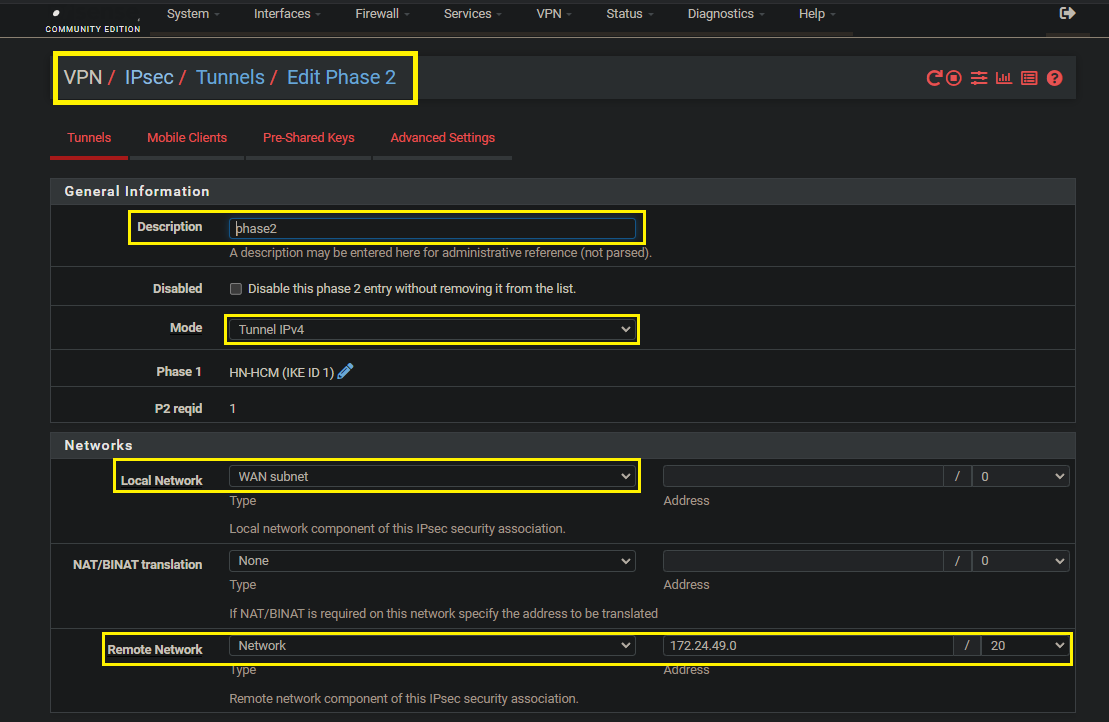 System Interfaces Firewall Services VPN Status Diagnostics Help
COMMUNITY EDITION
VPN / IPsec / Tunnels / Edit Phase 2
Tunnels Mobile Clients Pre-Shared Keys Advanced Settings
General Information
Description phase2
A description may be entered here for administrative reference (not parsed).
Disabled Disable this phase 2 entry without removing it from the list.
Mode Tunnel IPv4
Phase 1 HN-HCM (IKE ID 1)
P2 reqid 1
Networks
Local Network WAN subnet / 0
Type Address
Local network component of this IPsec security association.
NAT/BINAT translation None / 0
Type Address
If NAT/BINAT is required on this network specify the address to be translated
Remote Network Network 172.24.49.0 / 20
Type Address
Remote network component of this IPsec security association.